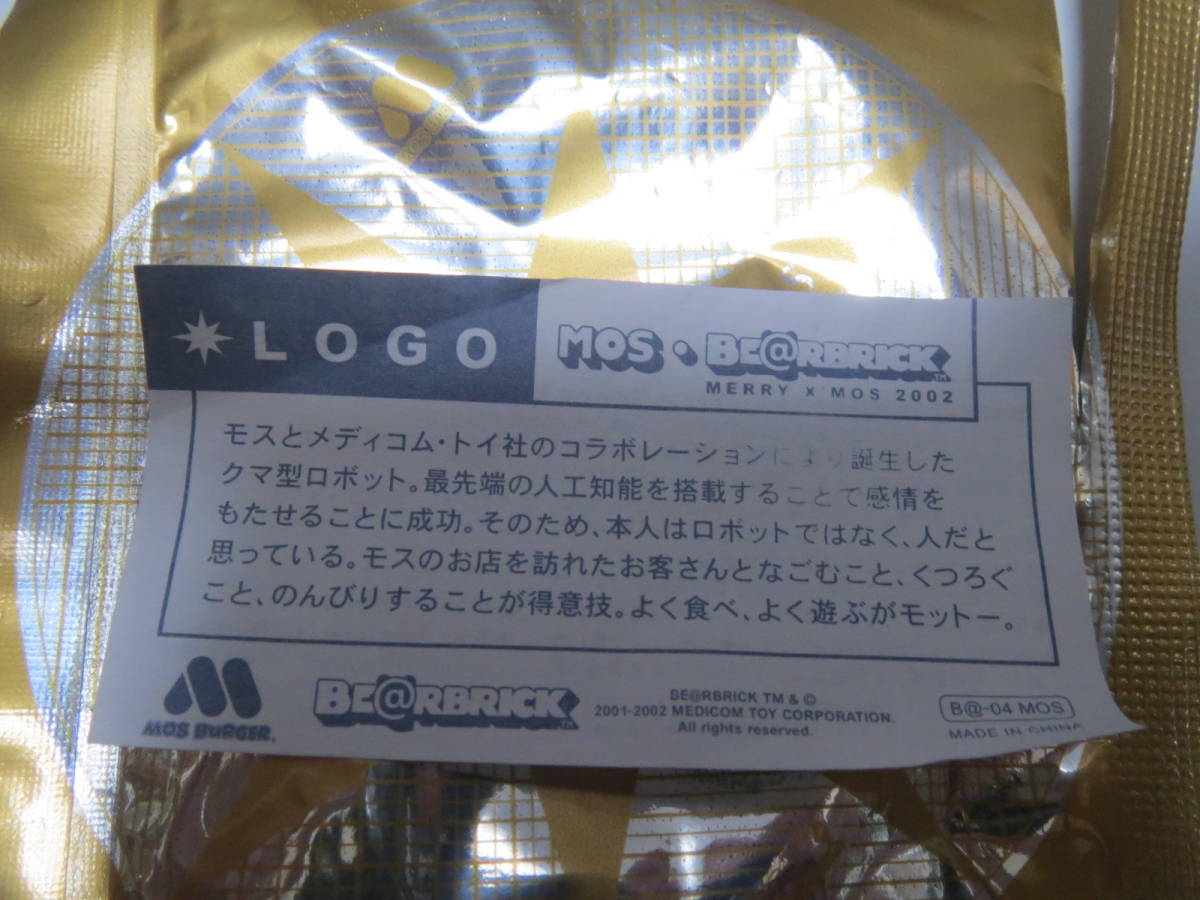 LOGO
MOS・BE@RBRICK TM
MERRY X'MOS 2002
モスとメディコム・トイ社のコラボレーションにより誕生した
クマ型ロボット。最先端の人工知能を搭載することで感情を
もたせることに成功。そのため、本人はロボットではなく、人だと
思っている。モスのお店を訪れたお客さんとなごむこと、くつろぐ
こと、のんびりすることが得意技。よく食べ、よく遊ぶがモットー。
MOS BURGER.
BE@RBRICK TM
BE@RBRICK TM & ©
2001-2002 MEDICOM TOY CORPORATION.
All rights reserved.
B@-04 MOS
MADE IN CHINA